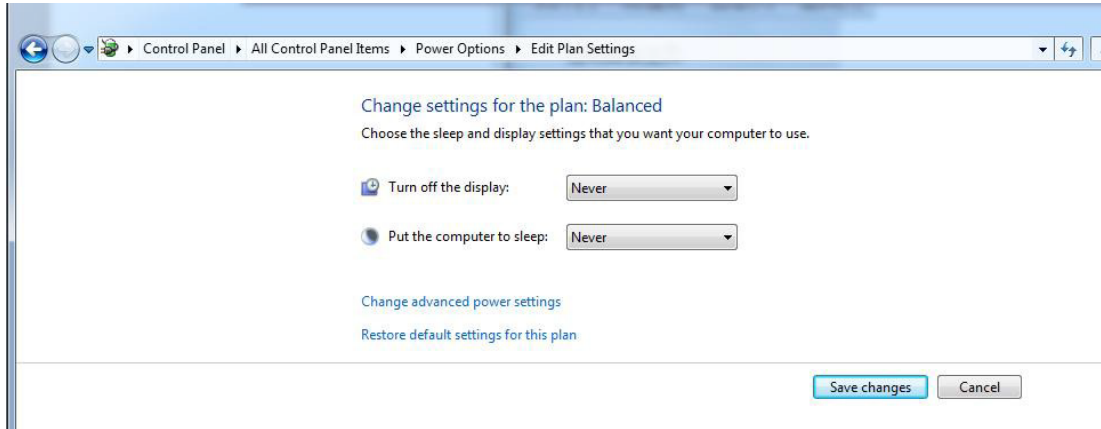 Control Panel ▸ All Control Panel Items ▸ Power Options ▸ Edit Plan Settings
Change settings for the plan: Balanced
Choose the sleep and display settings that you want your computer to use.
Turn off the display: Never
Put the computer to sleep: Never
Change advanced power settings
Restore default settings for this plan
Save changes Cancel